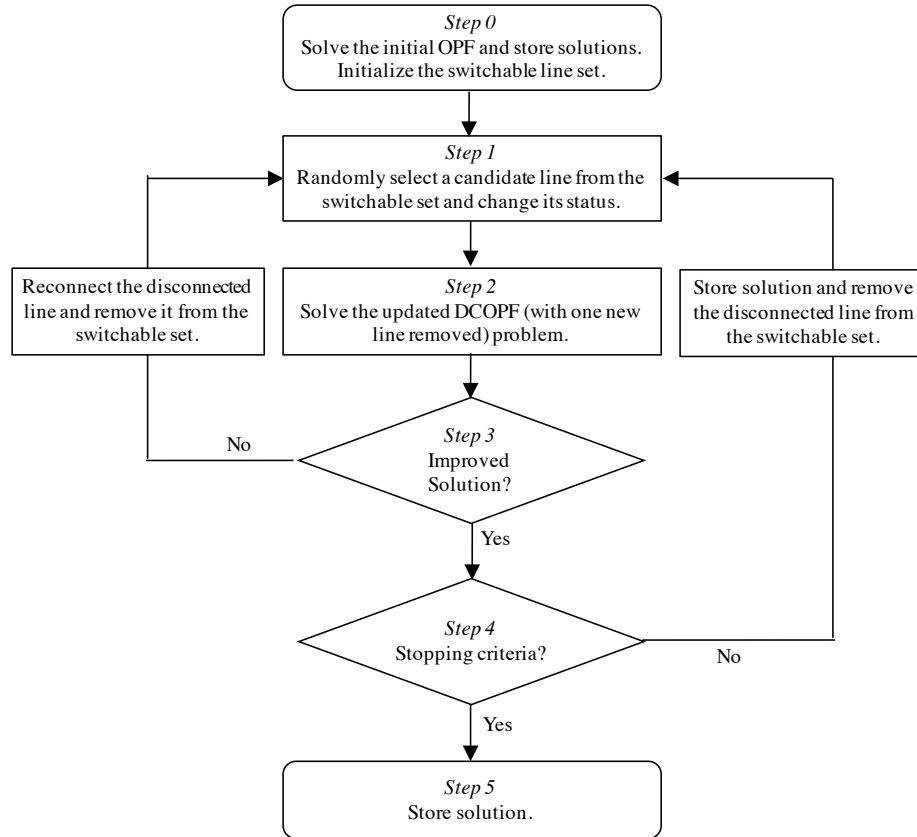 Step 0
Solve the initial OPF and store solutions.
Initialize the switchable line set.
Step 1
Randomly select a candidate line from the
switchable set and change its status.
Reconnect the disconnected
line and remove it from the
switchable set.
Step 2
Solve the updated DCOPF (with one new
line removed) problem.
Store solution and remove
the disconnected line from
the switchable set.
No
Step 3
Improved
Solution?
Yes
Step 4
Stopping criteria?
No
Yes
Step 5
Store solution.